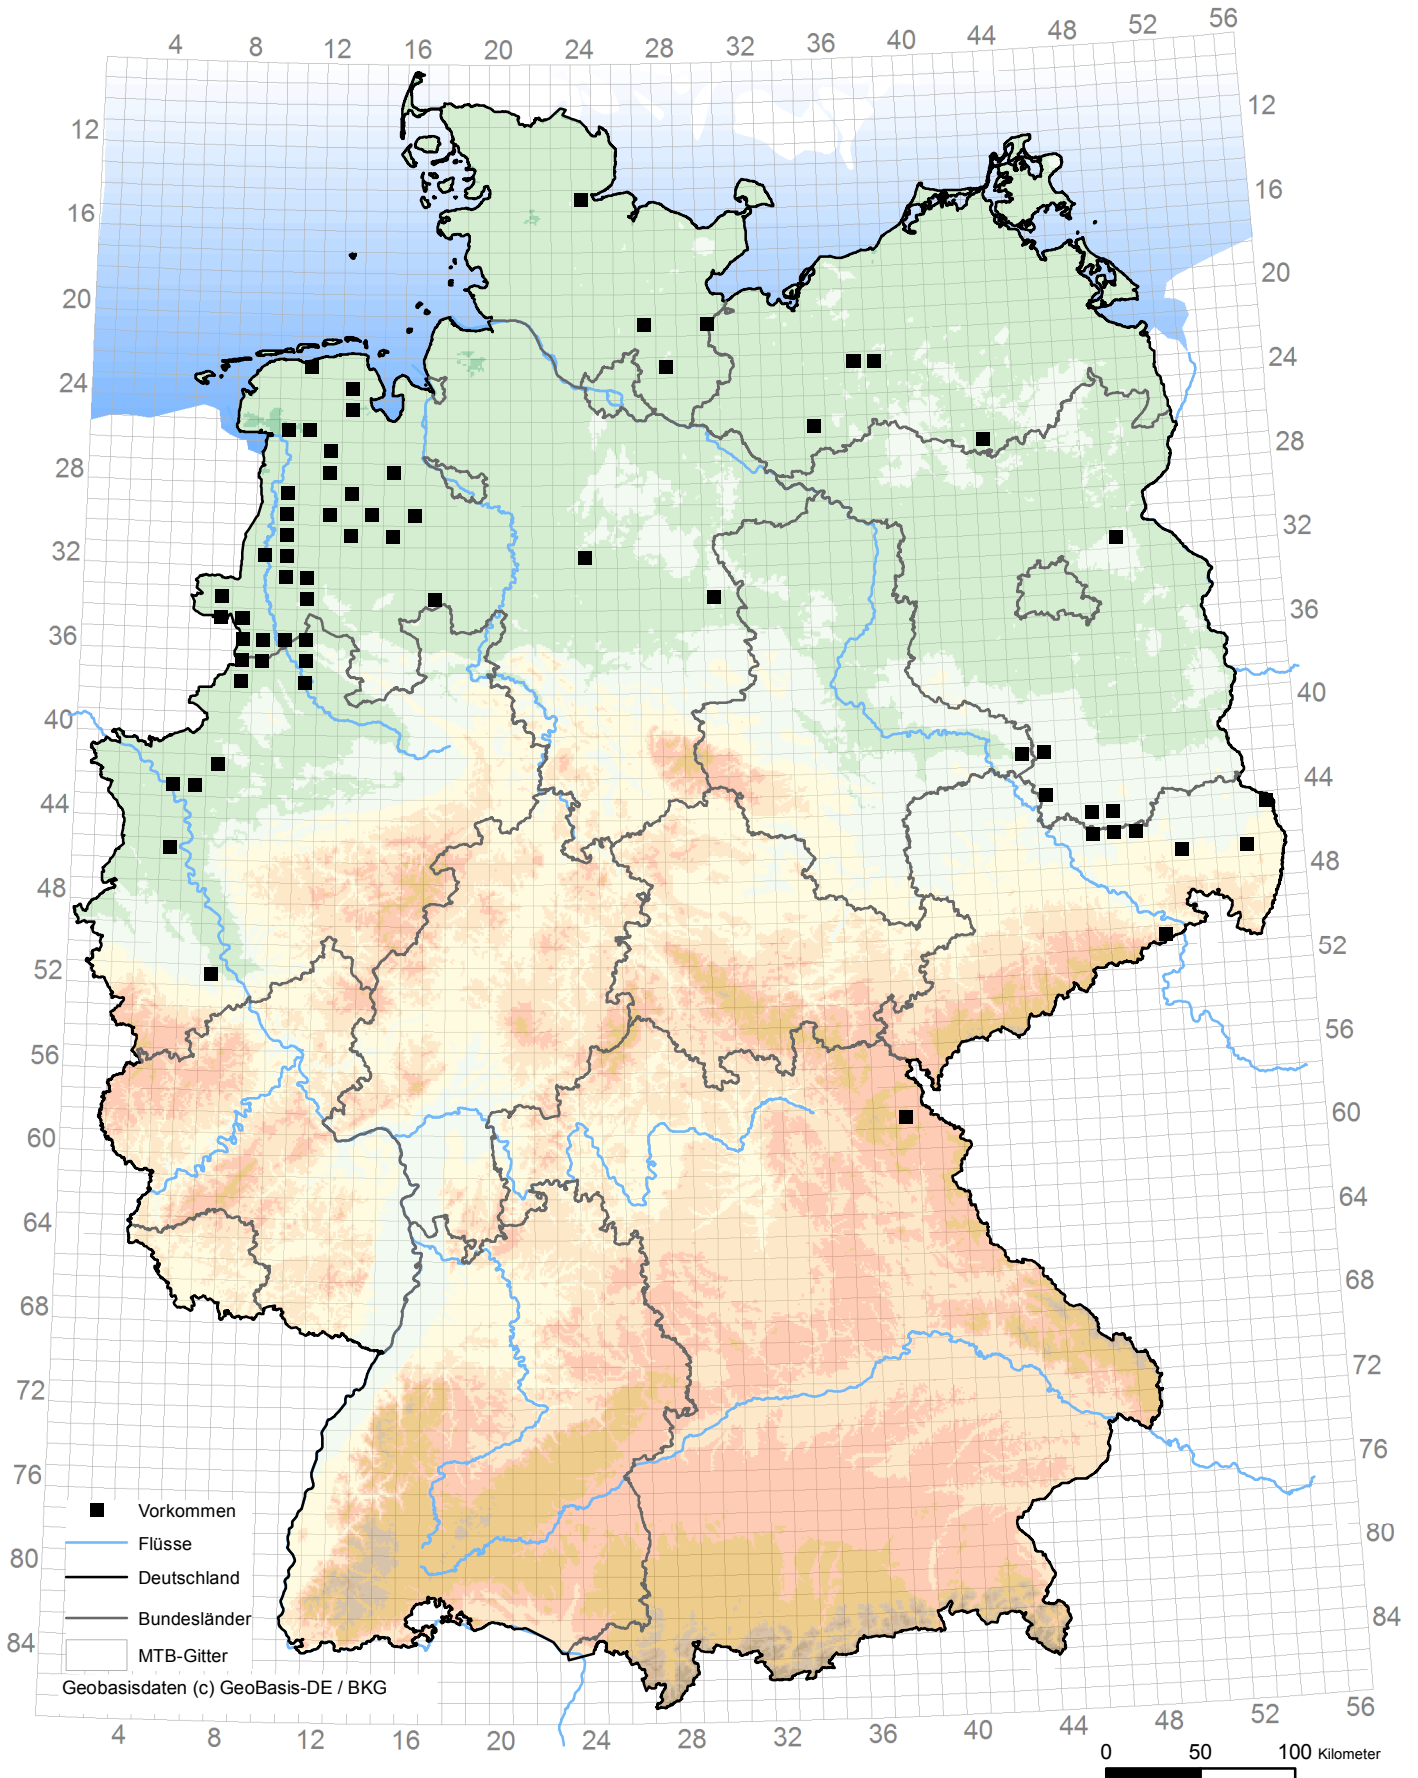 4 8 12 16 20 24 28 32 36 40 44 48 52 56
12 12
16 16
20 20
24 24
28 28
32 32
36 36
40 40
44 44
48 48
52 52
56 56
60 60
64 64
68 68
72 72
76 76
80 80
84 84
Vorkommen
Flüsse
Deutschland
Bundesländer
MTB-Gitter
Geobasisdaten (c) GeoBasis-DE / BKG
4 8 12 16 20 24 28 32 36 40 44 48 52 56
0 50 100 Kilometer